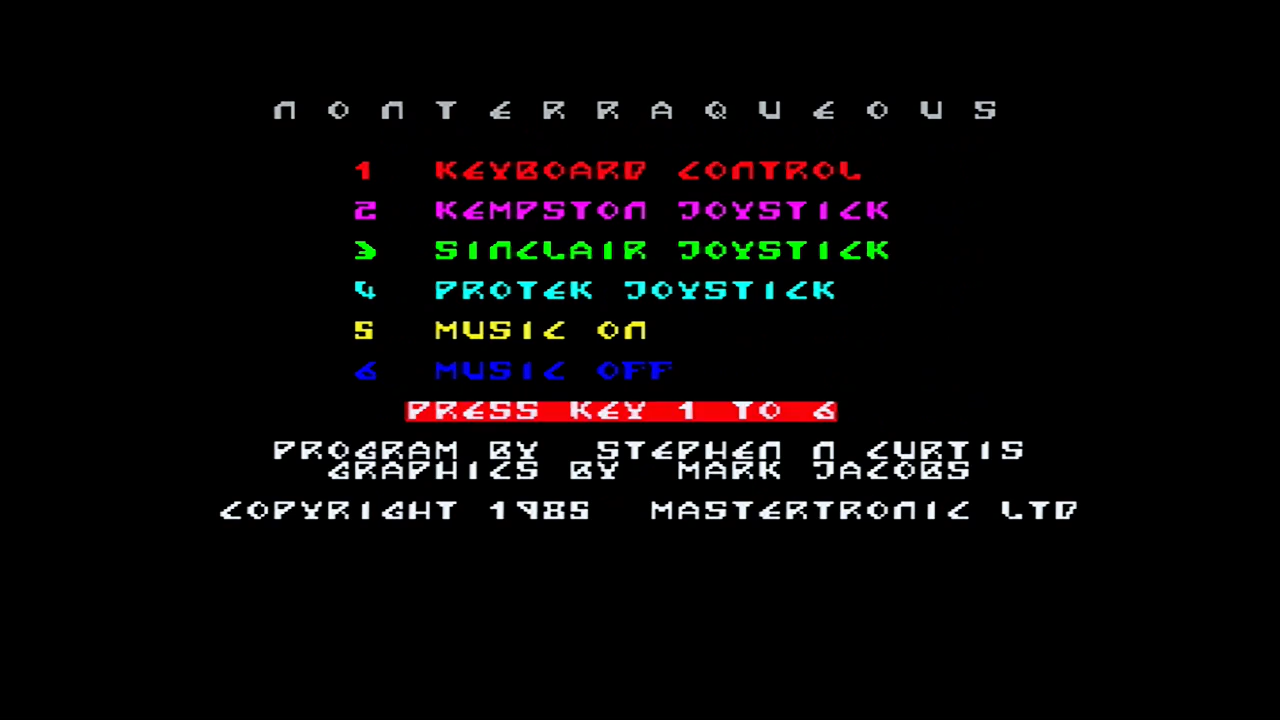 NONTERRAQUEOUS
1 KEYBOARD CONTROL
2 KEMPSTON JOYSTICK
3 SINCLAIR JOYSTICK
4 PROTEK JOYSTICK
5 MUSIC ON
6 MUSIC OFF
PRESS KEY 1 TO 6
PROGRAM BY STEPHEN N CURTIS
GRAPHICS BY MARK JACOBS
COPYRIGHT 1985 MASTERTRONIC LTD